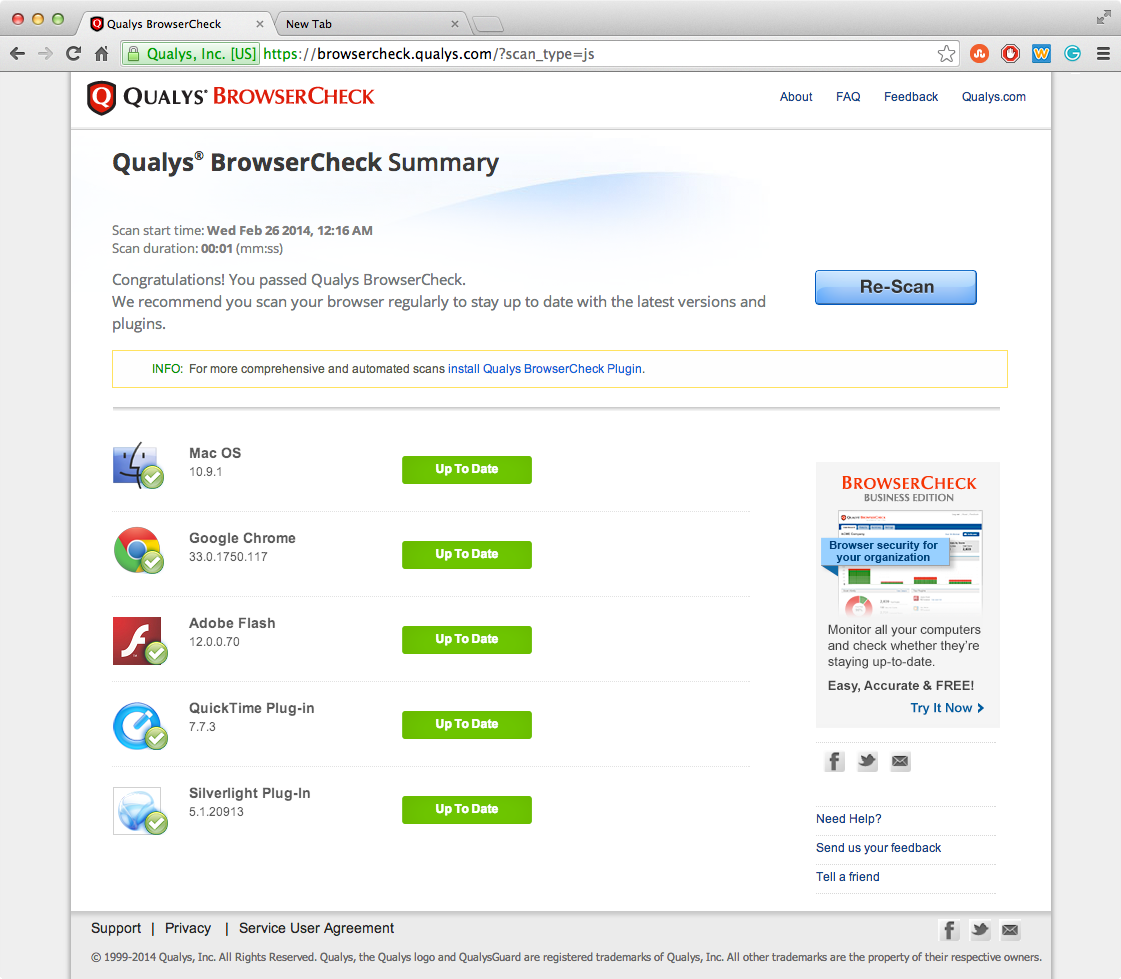 Qualys BrowserCheck
New Tab
Qualys, Inc. [US] https://browsercheck.qualys.com/?scan_type=js
QUALYS® BROWSERCHECK
About FAQ Feedback Qualys.com
Qualys® BrowserCheck Summary
Scan start time: Wed Feb 26 2014, 12:16 AM
Scan duration: 00:01 (mm:ss)
Congratulations! You passed Qualys BrowserCheck.
We recommend you scan your browser regularly to stay up to date with the latest versions and
plugins.
Re-Scan
INFO: For more comprehensive and automated scans install Qualys BrowserCheck Plugin.
Mac OS
10.9.1
Up To Date
Google Chrome
33.0.1750.117
Up To Date
Adobe Flash
12.0.0.70
Up To Date
QuickTime Plug-in
7.7.3
Up To Date
Silverlight Plug-In
5.1.20913
Up To Date
BROWSERCHECK
BUSINESS EDITION
Browser security for
your organization
Monitor all your computers
and check whether they're
staying up-to-date.
Easy, Accurate & FREE!
Try It Now
Need Help?
Send us your feedback
Tell a friend
Support | Privacy | Service User Agreement
© 1999-2014 Qualys, Inc. All Rights Reserved. Qualys, the Qualys logo and QualysGuard are registered trademarks of Qualys, Inc. All other trademarks are the property of their respective owners.